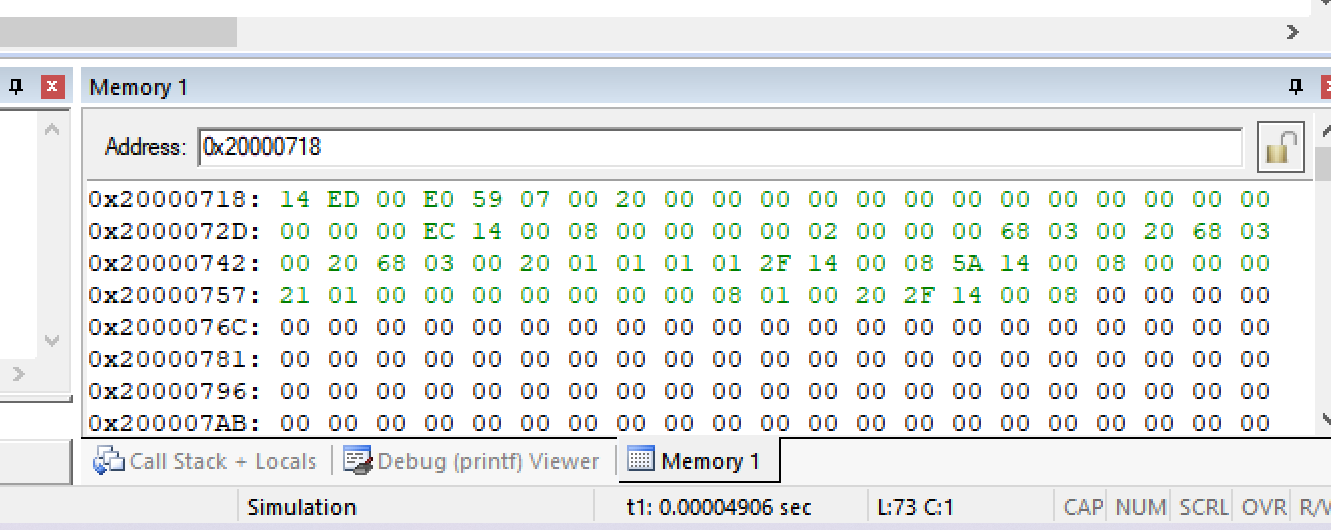 Memory 1
Address: 0x20000718
0x20000718: 14 ED 00 E0 59 07 00 20 00 00 00 00 00 00 00 00 00 00 00 00 00
0x2000072D: 00 00 00 EC 14 00 08 00 00 00 00 02 00 00 00 68 03 00 20 68 03
0x20000742: 00 20 68 03 00 20 01 01 01 01 2F 14 00 08 5A 14 00 08 00 00 00
0x20000757: 21 01 00 00 00 00 00 00 00 08 01 00 20 2F 14 00 08 00 00 00 00
0x2000076C: 00 00 00 00 00 00 00 00 00 00 00 00 00 00 00 00 00 00 00 00 00
0x20000781: 00 00 00 00 00 00 00 00 00 00 00 00 00 00 00 00 00 00 00 00 00
0x20000796: 00 00 00 00 00 00 00 00 00 00 00 00 00 00 00 00 00 00 00 00 00
0x200007AB: 00 00 00 00 00 00 00 00 00 00 00 00 00 00 00 00 00 00 00 00 00
Call Stack + Locals Debug (printf) Viewer Memory 1
Simulation t1: 0.00004906 sec L:73 C:1 CAP NUM SCRL OVR R/W